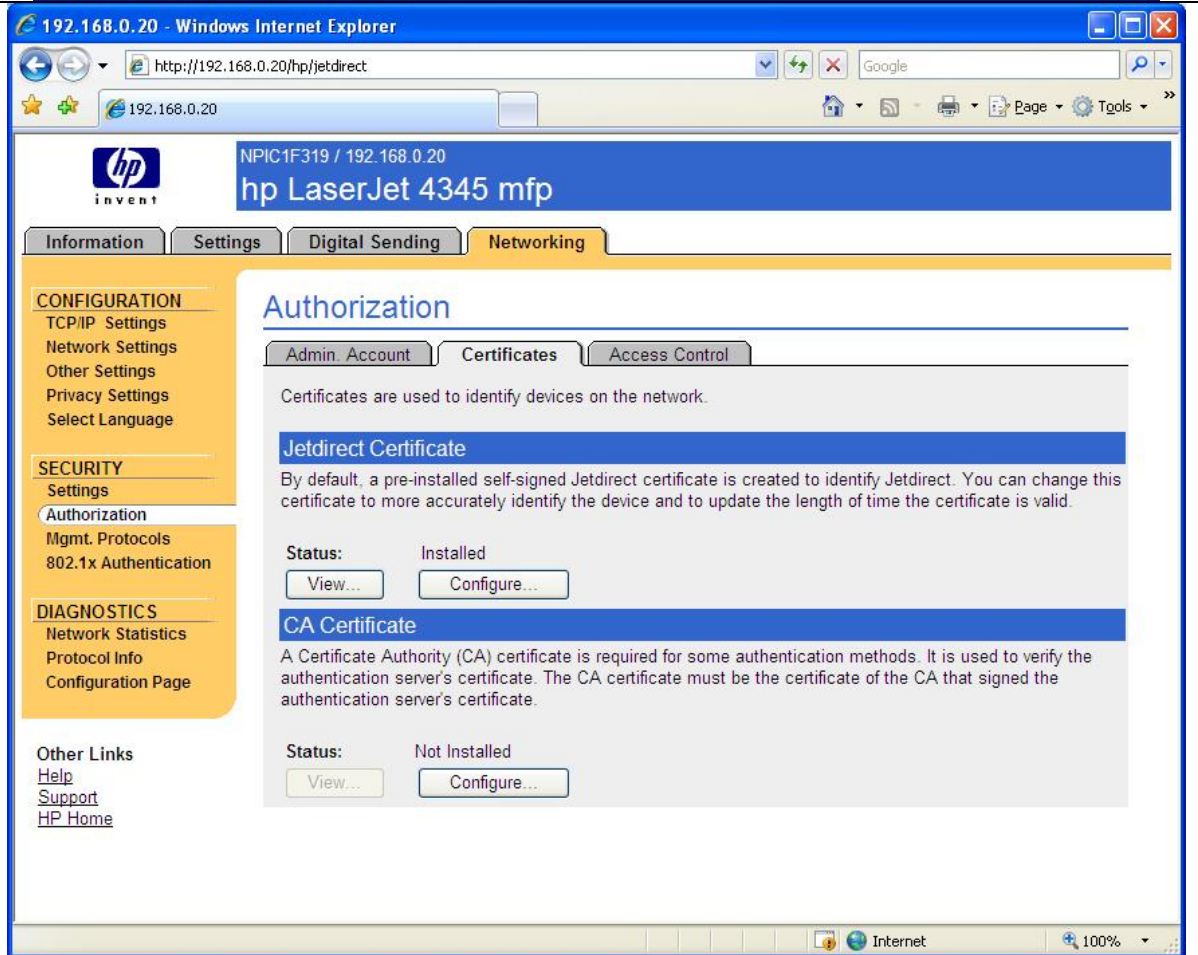 192.168.0.20 - Windows Internet Explorer
http://192.168.0.20/hp/jetdirect
Google
192.168.0.20
Page
Tools
»
hp
invent
NPIC1F319 / 192.168.0.20
hp LaserJet 4345 mfp
Information
Settings
Digital Sending
Networking
CONFIGURATION
TCP/IP Settings
Network Settings
Other Settings
Privacy Settings
Select Language
SECURITY
Settings
Authorization
Mgmt. Protocols
802.1x Authentication
DIAGNOSTICS
Network Statistics
Protocol Info
Configuration Page
Other Links
Help
Support
HP Home
Authorization
Admin. Account
Certificates
Access Control
Certificates are used to identify devices on the network.
Jetdirect Certificate
By default, a pre-installed self-signed Jetdirect certificate is created to identify Jetdirect. You can change this
certificate to more accurately identify the device and to update the length of time the certificate is valid.
Status: Installed
View... Configure...
CA Certificate
A Certificate Authority (CA) certificate is required for some authentication methods. It is used to verify the
authentication server's certificate. The CA certificate must be the certificate of the CA that signed the
authentication server's certificate.
Status: Not Installed
View... Configure...
Internet
100%